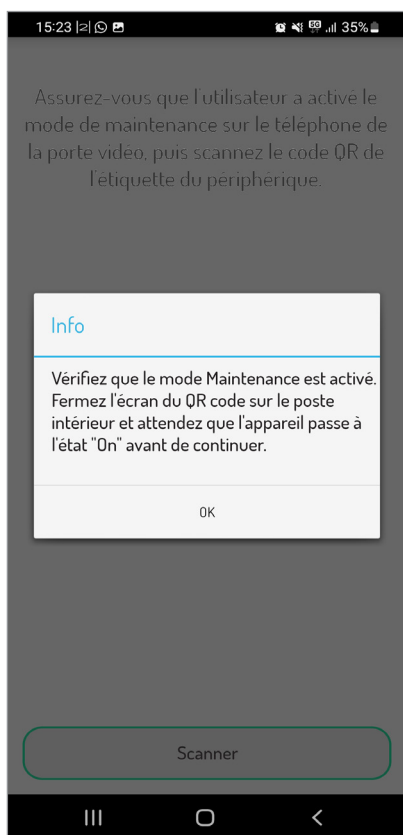 15:23
5G
35%
Assurez-vous que l'utilisateur a activé le
mode de maintenance sur le téléphone de
la porte vidéo, puis scannez le code QR de
l'étiquette du périphérique.
Info
Vérifiez que le mode Maintenance est activé.
Fermez l'écran du QR code sur le poste
intérieur et attendez que l'appareil passe à
l'état "On" avant de continuer.
OK
Scanner